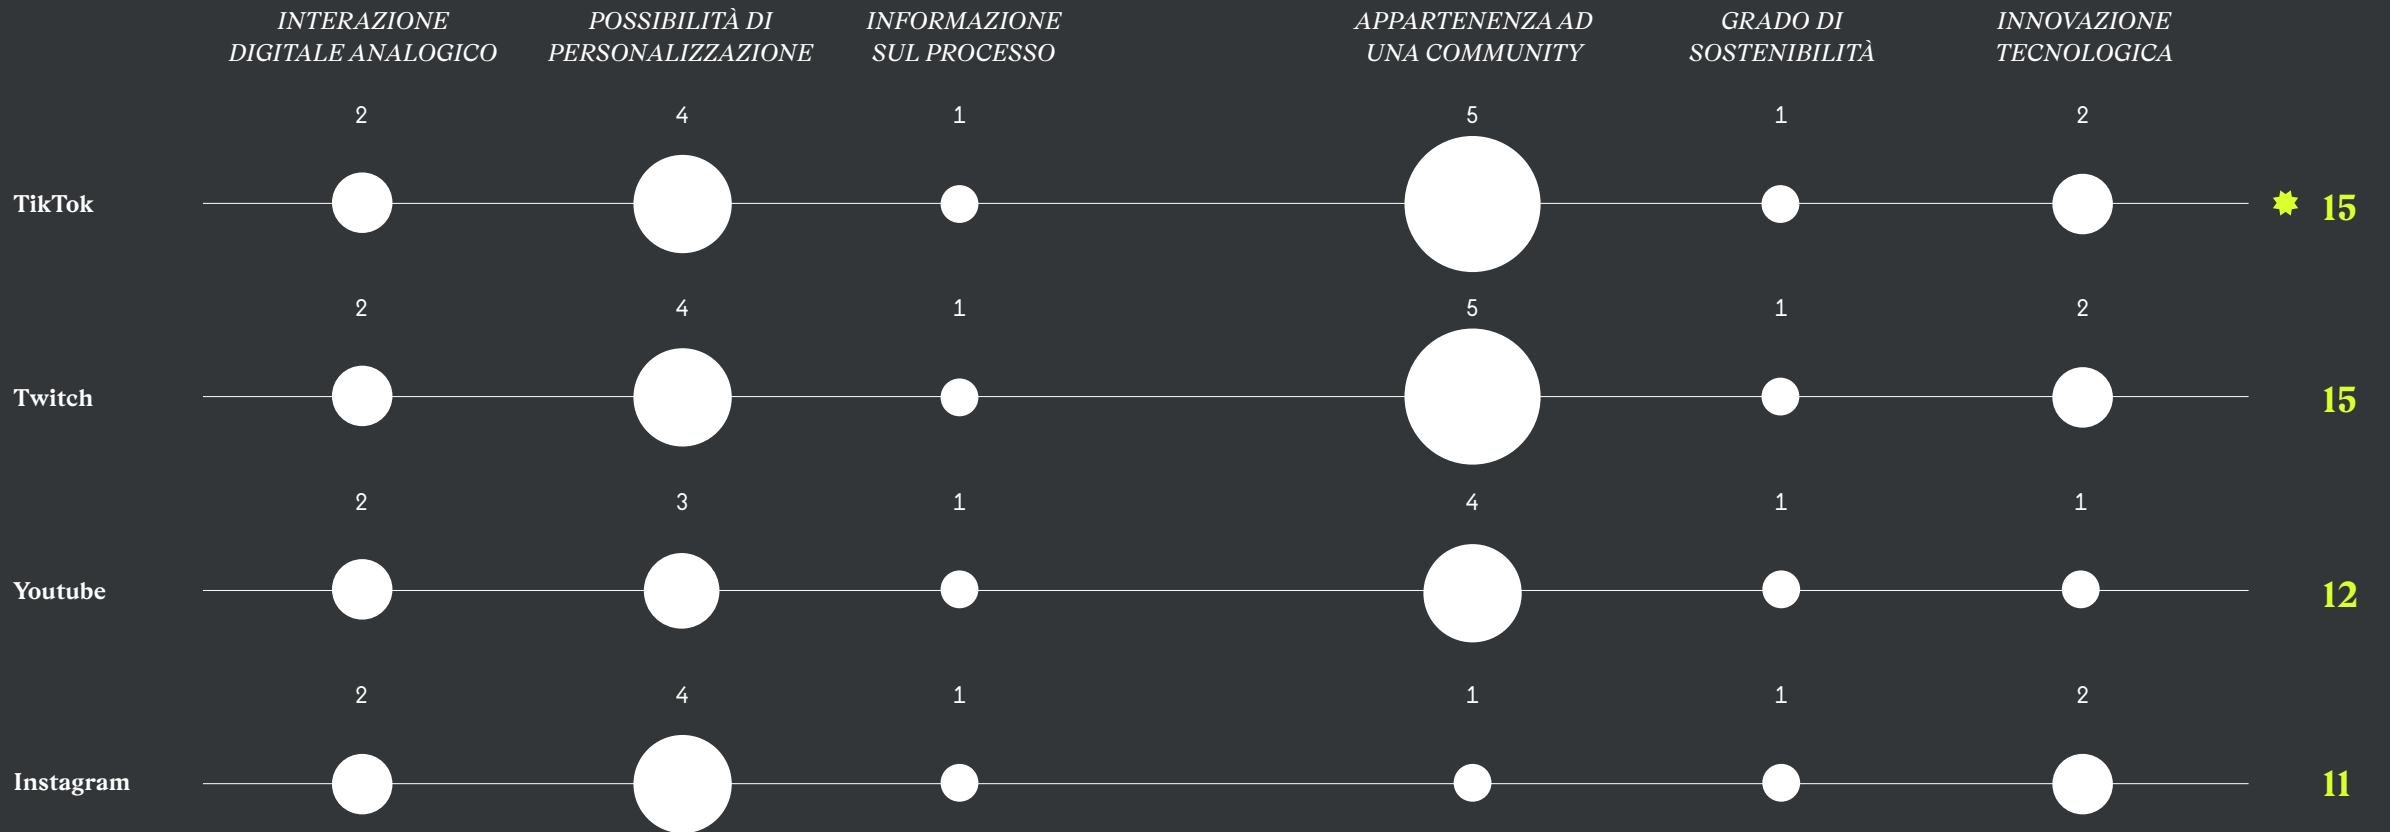 INTERAZIONE
DIGITALE ANALOGICO
POSSIBILITÀ DI
PERSONALIZZAZIONE
INFORMAZIONE
SUL PROCESSO
APPARTENENZA AD
UNA COMMUNITY
GRADO DI
SOSTENIBILITÀ
INNOVAZIONE
TECNOLOGICA
2 4 1 5 1 2
TikTok 15
2 4 1 5 1 2
Twitch 15
2 3 1 4 1 1
Youtube 12
2 4 1 1 1 2
Instagram 11